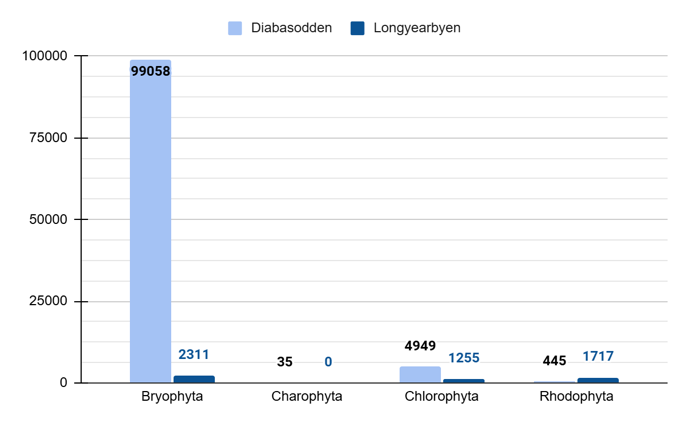 Diabasodden Longyearbyen
100000
99058
75000
50000
25000
4949
2311 35 0 1255 445 1717
0
Bryophyta Charophyta Chlorophyta Rhodophyta